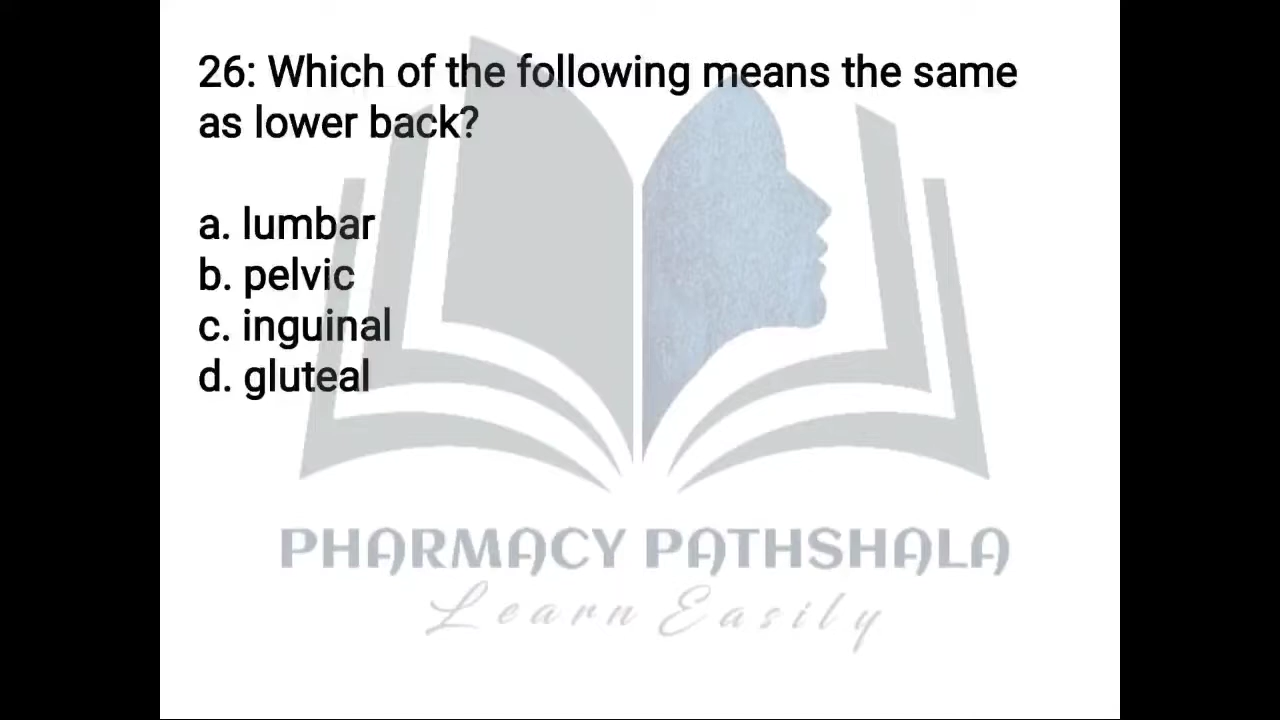 26: Which of the following means the same
as lower back?
a. lumbar
b. pelvic
c. inguinal
d. gluteal
PHARMACY PATHSHALA
Learn Easily